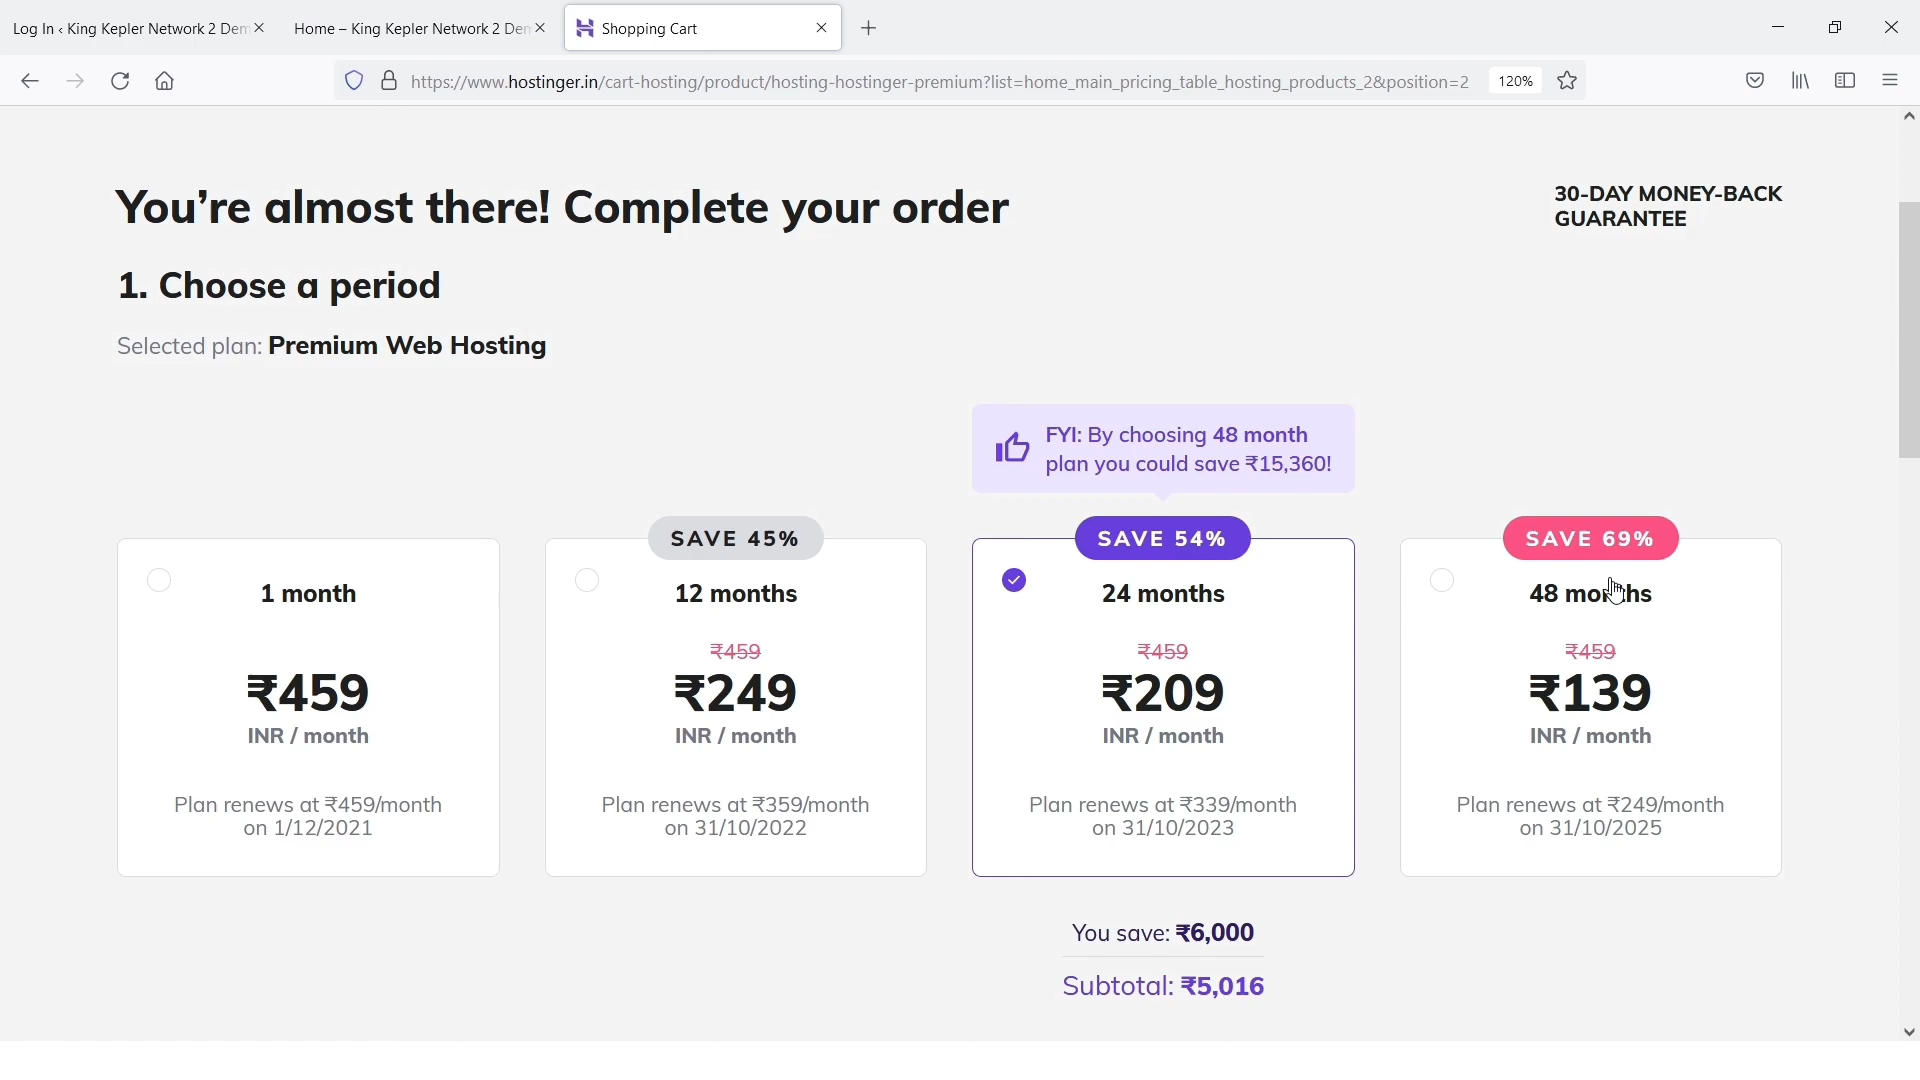 Log In ‹ King Kepler Network 2 Dem
Home – King Kepler Network 2 Dem
Shopping Cart
https://www.hostinger.in/cart-hosting/product/hosting-hostinger-premium?list=home_main_pricing_table_hosting_products_2&position=2
120%
You’re almost there! Complete your order
30-DAY MONEY-BACK
GUARANTEE
1. Choose a period
Selected plan: Premium Web Hosting
FYI: By choosing 48 month
plan you could save ₹15,360!
1 month
₹459
INR / month
Plan renews at ₹459/month
on 1/12/2021
SAVE 45%
12 months
₹459
₹249
INR / month
Plan renews at ₹359/month
on 31/10/2022
SAVE 54%
24 months
₹459
₹209
INR / month
Plan renews at ₹339/month
on 31/10/2023
SAVE 69%
48 months
₹459
₹139
INR / month
Plan renews at ₹249/month
on 31/10/2025
You save: ₹6,000
Subtotal: ₹5,016